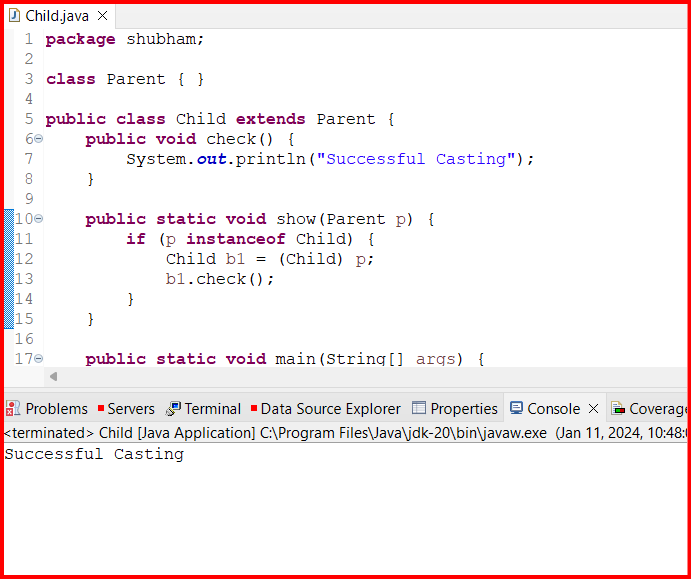 Child.java
1 package shubham;
2
3 class Parent { }
4
5 public class Child extends Parent {
6 public void check() {
7 System.out.println("Successful Casting");
8 }
9
10 public static void show(Parent p) {
11 if (p instanceof Child) {
12 Child b1 = (Child) p;
13 b1.check();
14 }
15 }
16
17 public static void main(String[] args) {
Problems Servers Terminal Data Source Explorer Properties Console Coverage
<terminated> Child [Java Application] C:\Program Files\Java\jdk-20\bin\javaw.exe (Jan 11, 2024, 10:48:
Successful Casting